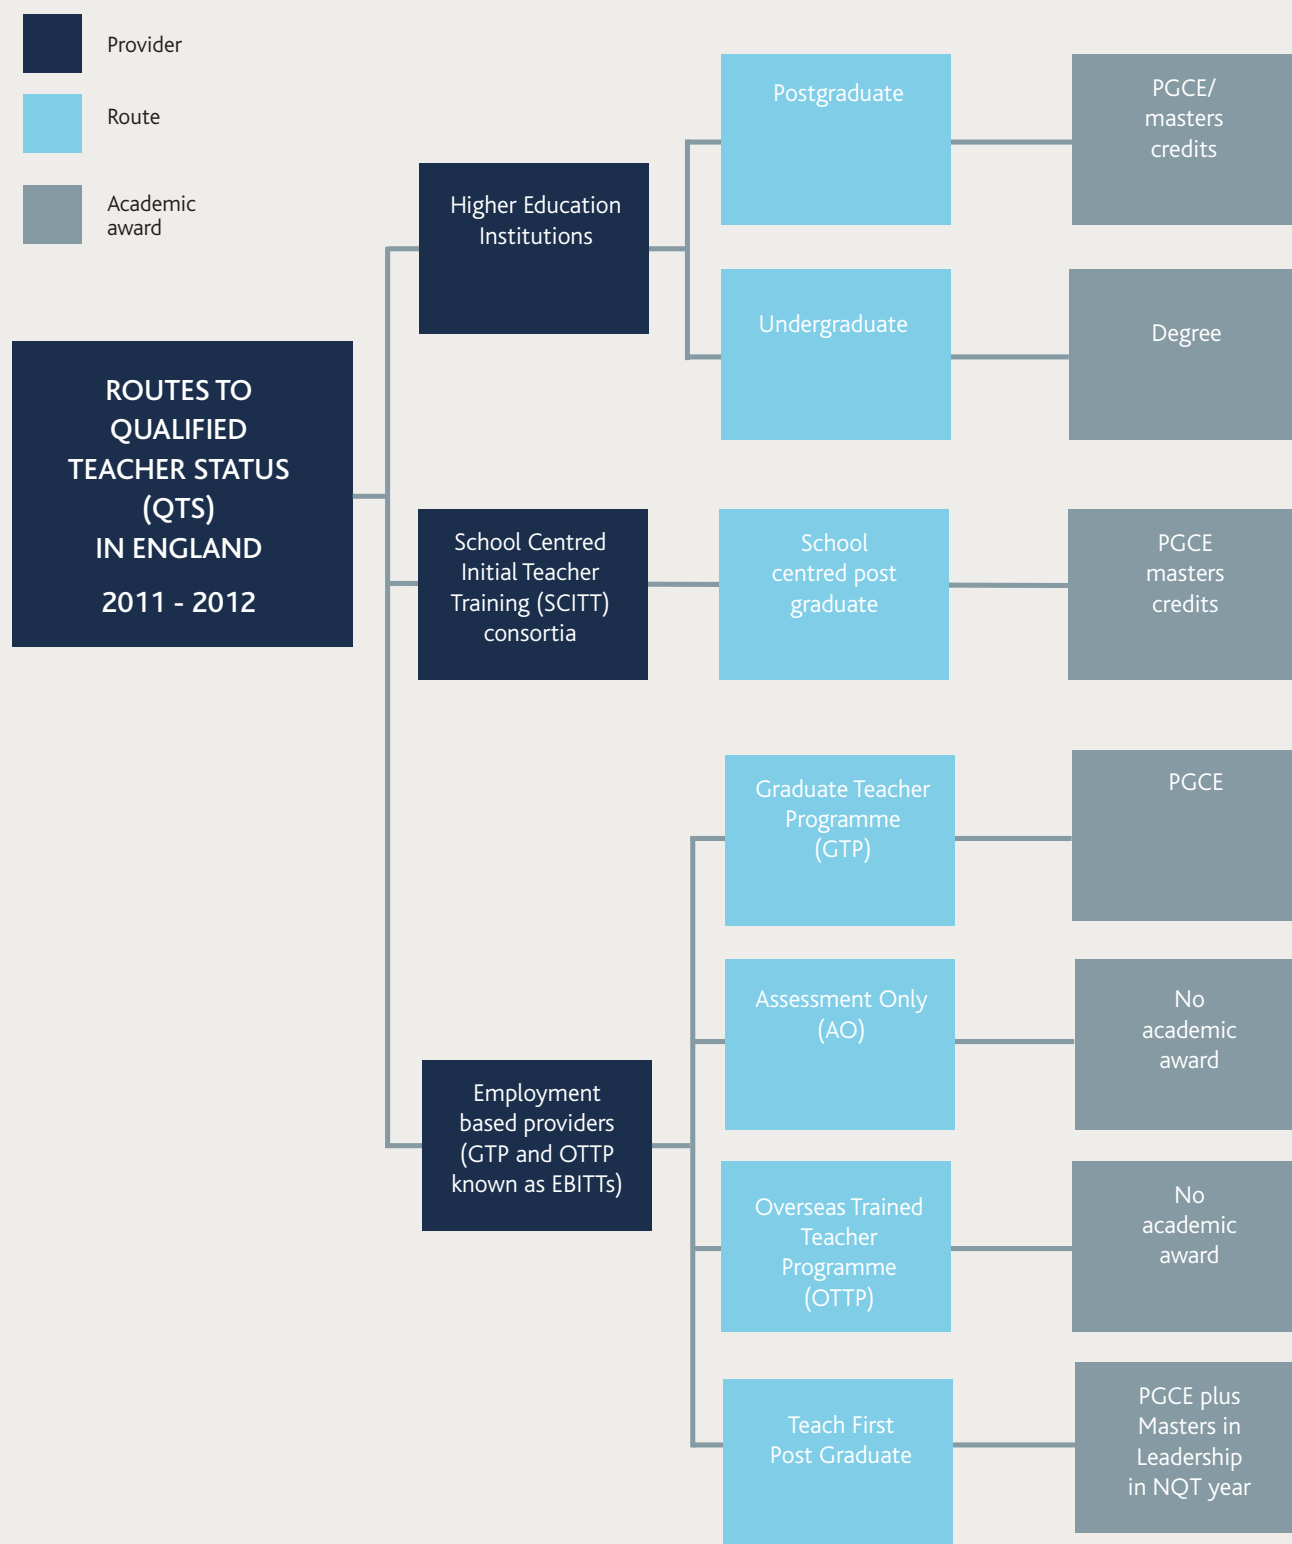 Provider
Route
Academic
award
ROUTES TO
QUALIFIED
TEACHER STATUS
(QTS)
IN ENGLAND
2011 - 2012
Higher Education
Institutions
Postgraduate
PGCE/
masters
credits
Undergraduate
Degree
School Centred
Initial Teacher
Training (SCITT)
consortia
School
centred post
graduate
PGCE
masters
credits
Employment
based providers
(GTP and OTTP
known as EBITTs)
Graduate Teacher
Programme
(GTP)
PGCE
Assessment Only
(AO)
No
academic
award
Overseas Trained
Teacher
Programme
(OTTP)
No
academic
award
Teach First
Post Graduate
PGCE plus
Masters in
Leadership
in NQT year